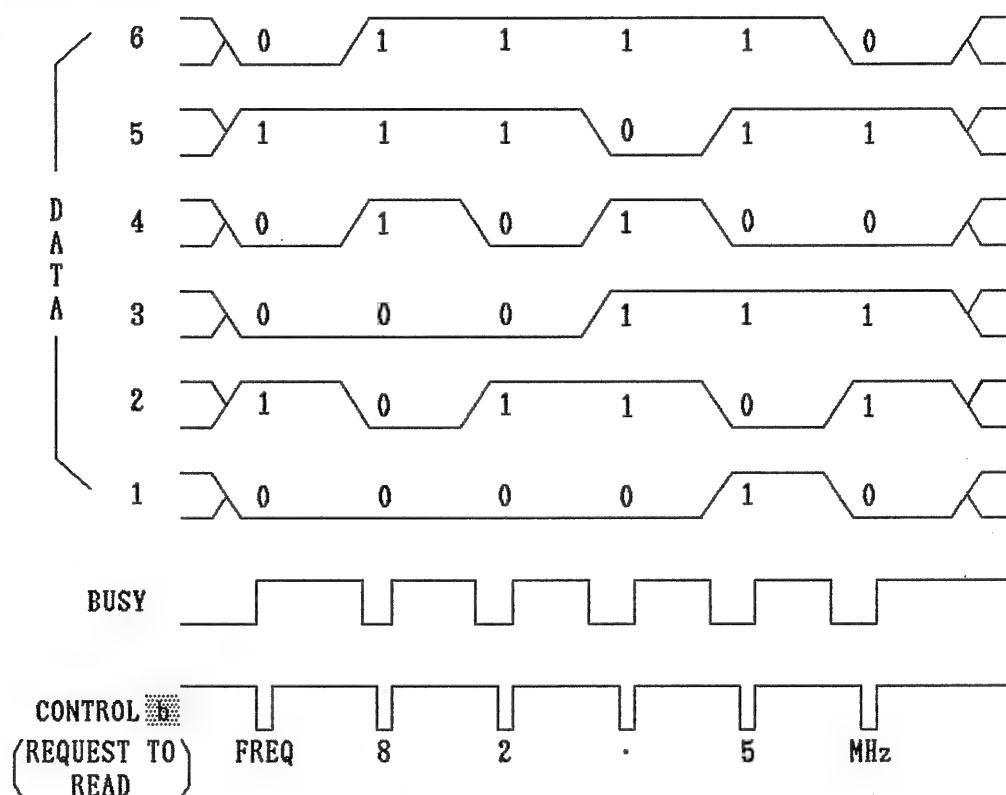 6 0 1 1 1 1 0
5 1 1 1 0 1 1
4 0 1 0 1 0 0
3 0 0 0 1 1 1
2 1 0 1 1 0 1
1 0 0 0 0 1 0
DATA
BUSY
CONTROL b
(REQUEST TO READ)
FREQ 8 2 . 5 MHz